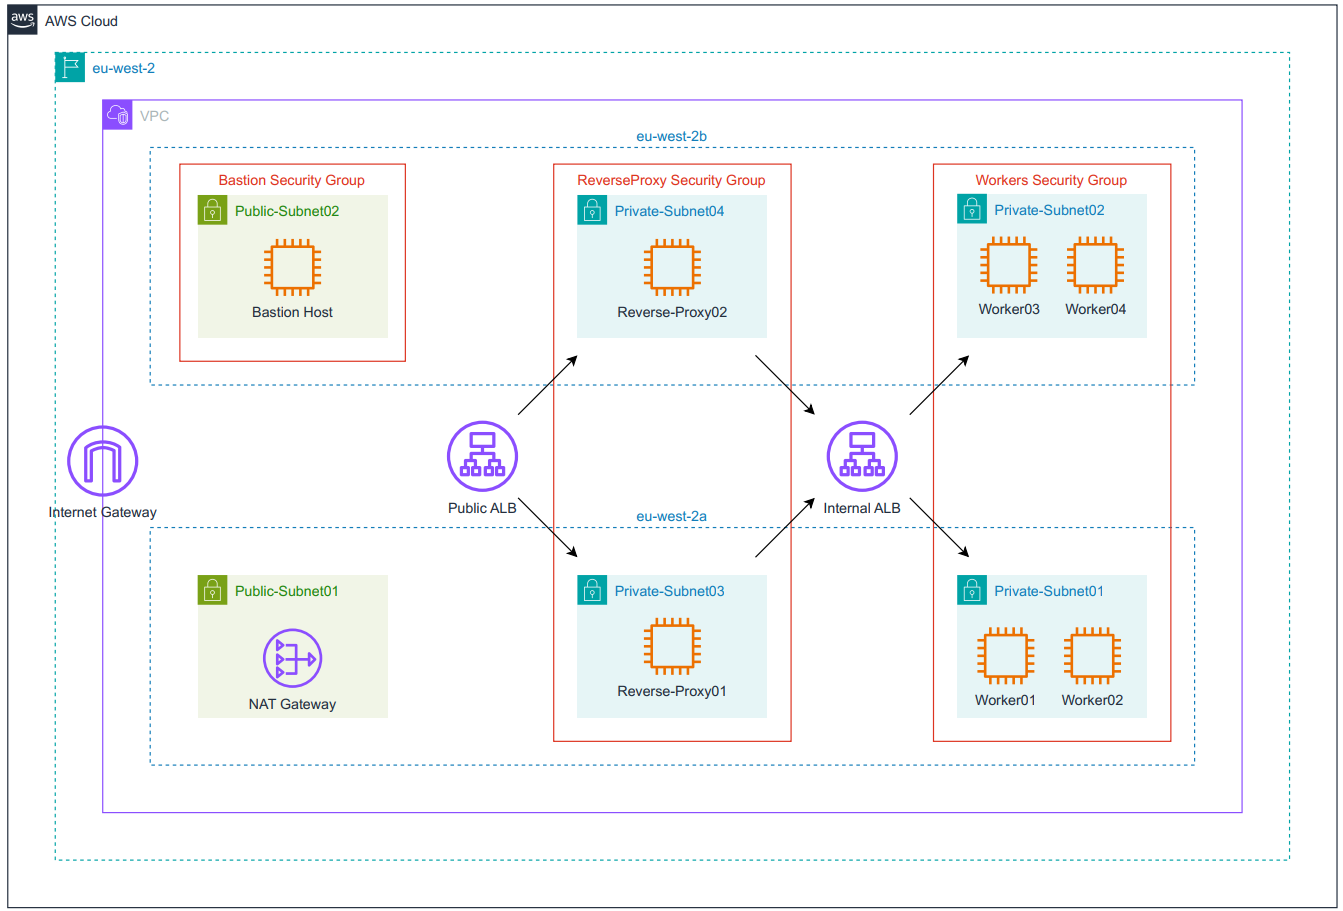 aws
AWS Cloud
eu-west-2
VPC
eu-west-2b
Bastion Security Group
ReverseProxy Security Group
Workers Security Group
Public-Subnet02
Private-Subnet04
Private-Subnet02
Bastion Host
Reverse-Proxy02
Worker03
Worker04
Internet Gateway
Public ALB
Internal ALB
eu-west-2a
Public-Subnet01
Private-Subnet03
Private-Subnet01
NAT Gateway
Reverse-Proxy01
Worker01
Worker02